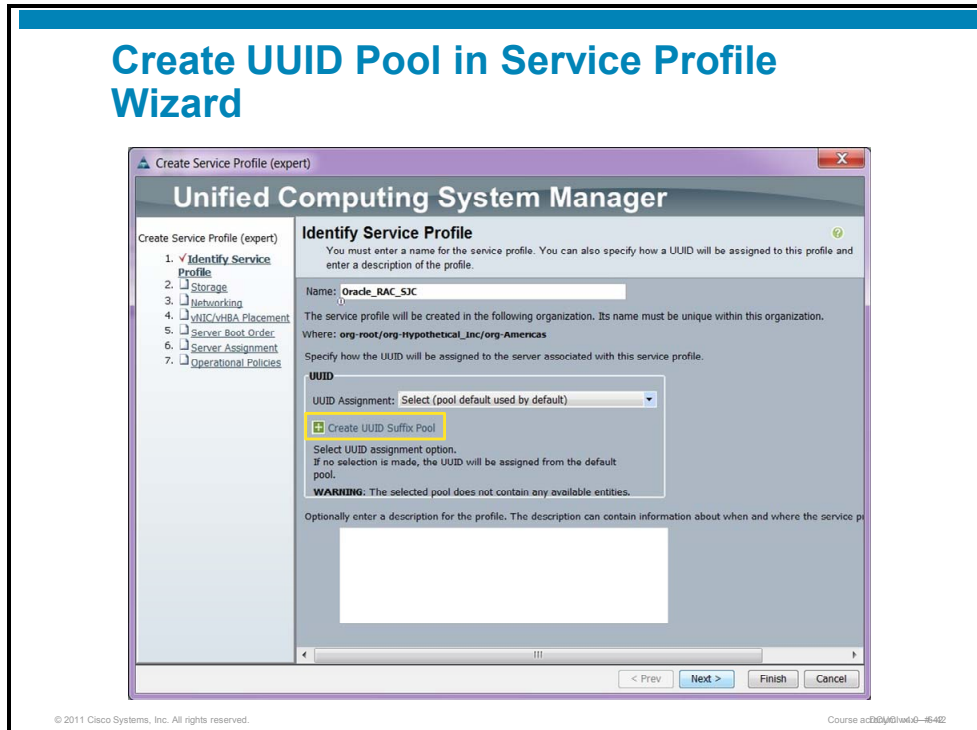 Create UUID Pool in Service Profile
Wizard
Create Service Profile (expert)
X
Unified Computing System Manager
Create Service Profile (expert)
1. √Identify Service
Profile
2. Storage
3. Networking
4. vNIC/vHBA Placement
5. Server Boot Order
6. Server Assignment
7. Operational Policies
Identify Service Profile
You must enter a name for the service profile. You can also specify how a UUID will be assigned to this profile and
enter a description of the profile.
Name: Oracle_RAC_SJC
The service profile will be created in the following organization. Its name must be unique within this organization.
Where: org-root/org-Hypothetical_Inc/org-Americas
Specify how the UUID will be assigned to the server associated with this service profile.
UUID
UUID Assignment: Select (pool default used by default)
Create UUID Suffix Pool
Select UUID assignment option.
If no selection is made, the UUID will be assigned from the default
pool.
WARNING: The selected pool does not contain any available entities.
Optionally enter a description for the profile. The description can contain information about when and where the service
< Prev Next > Finish Cancel
© 2011 Cisco Systems, Inc. All rights reserved.
Course